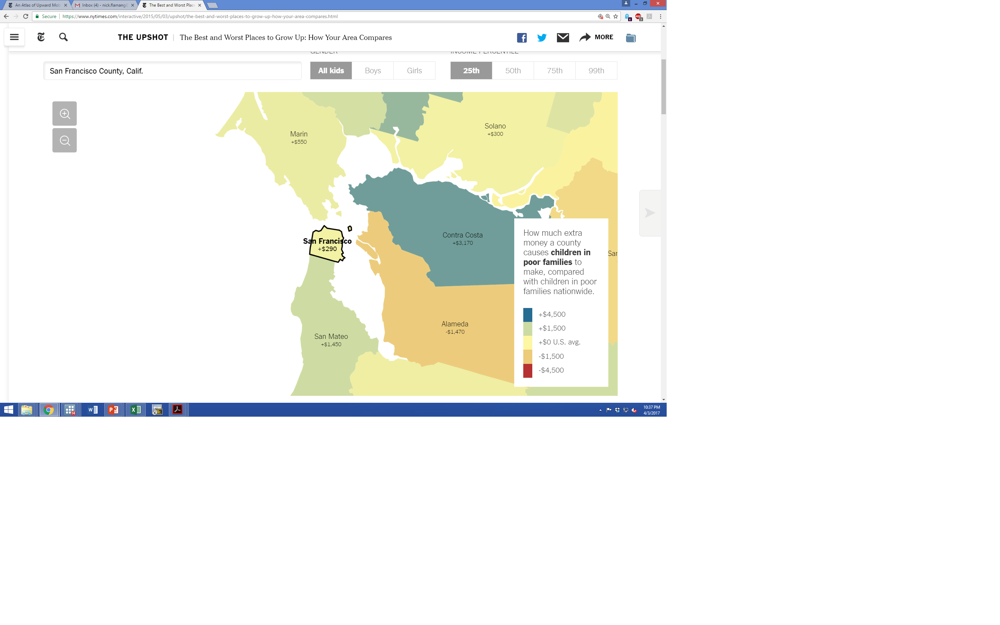 An Atlas of Upward Mob
Inbox (4) - nick.flamang
The Best and Worst Place
Secure
https://www.nytimes.com/interactive/2015/05/03/upshot/the-best-and-worst-places-to-grow-up-how-your-area-compares.html
6
ABP
3
THE UPSHOT | The Best and Worst Places to Grow Up: How Your Area Compares
MORE
GENDER
INCOME PERCENTILE
San Francisco County, Calif.
All kids
Boys
Girls
25th
50th
75th
99th
Solano
+$300
Marin
+$550
Contra Costa
+$3,170
San Francisco
+$290
San
Alameda
-$1,470
San Mateo
+$1,450
How much extra
money a county
causes children in
poor families to
make, compared
with children in poor
families nationwide.
+$4,500
+$1,500
+$0 U.S. avg.
-$1,500
-$4,500
14
10:37 PM
4/3/2017